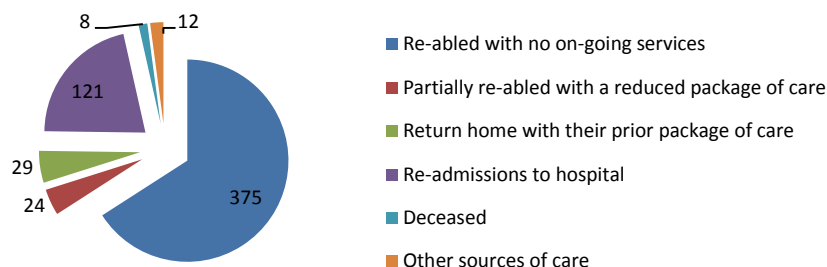 8
12
121
29
24
375
Re-abled with no on-going services
Partially re-abled with a reduced package of care
Return home with their prior package of care
Re-admissions to hospital
Deceased
Other sources of care